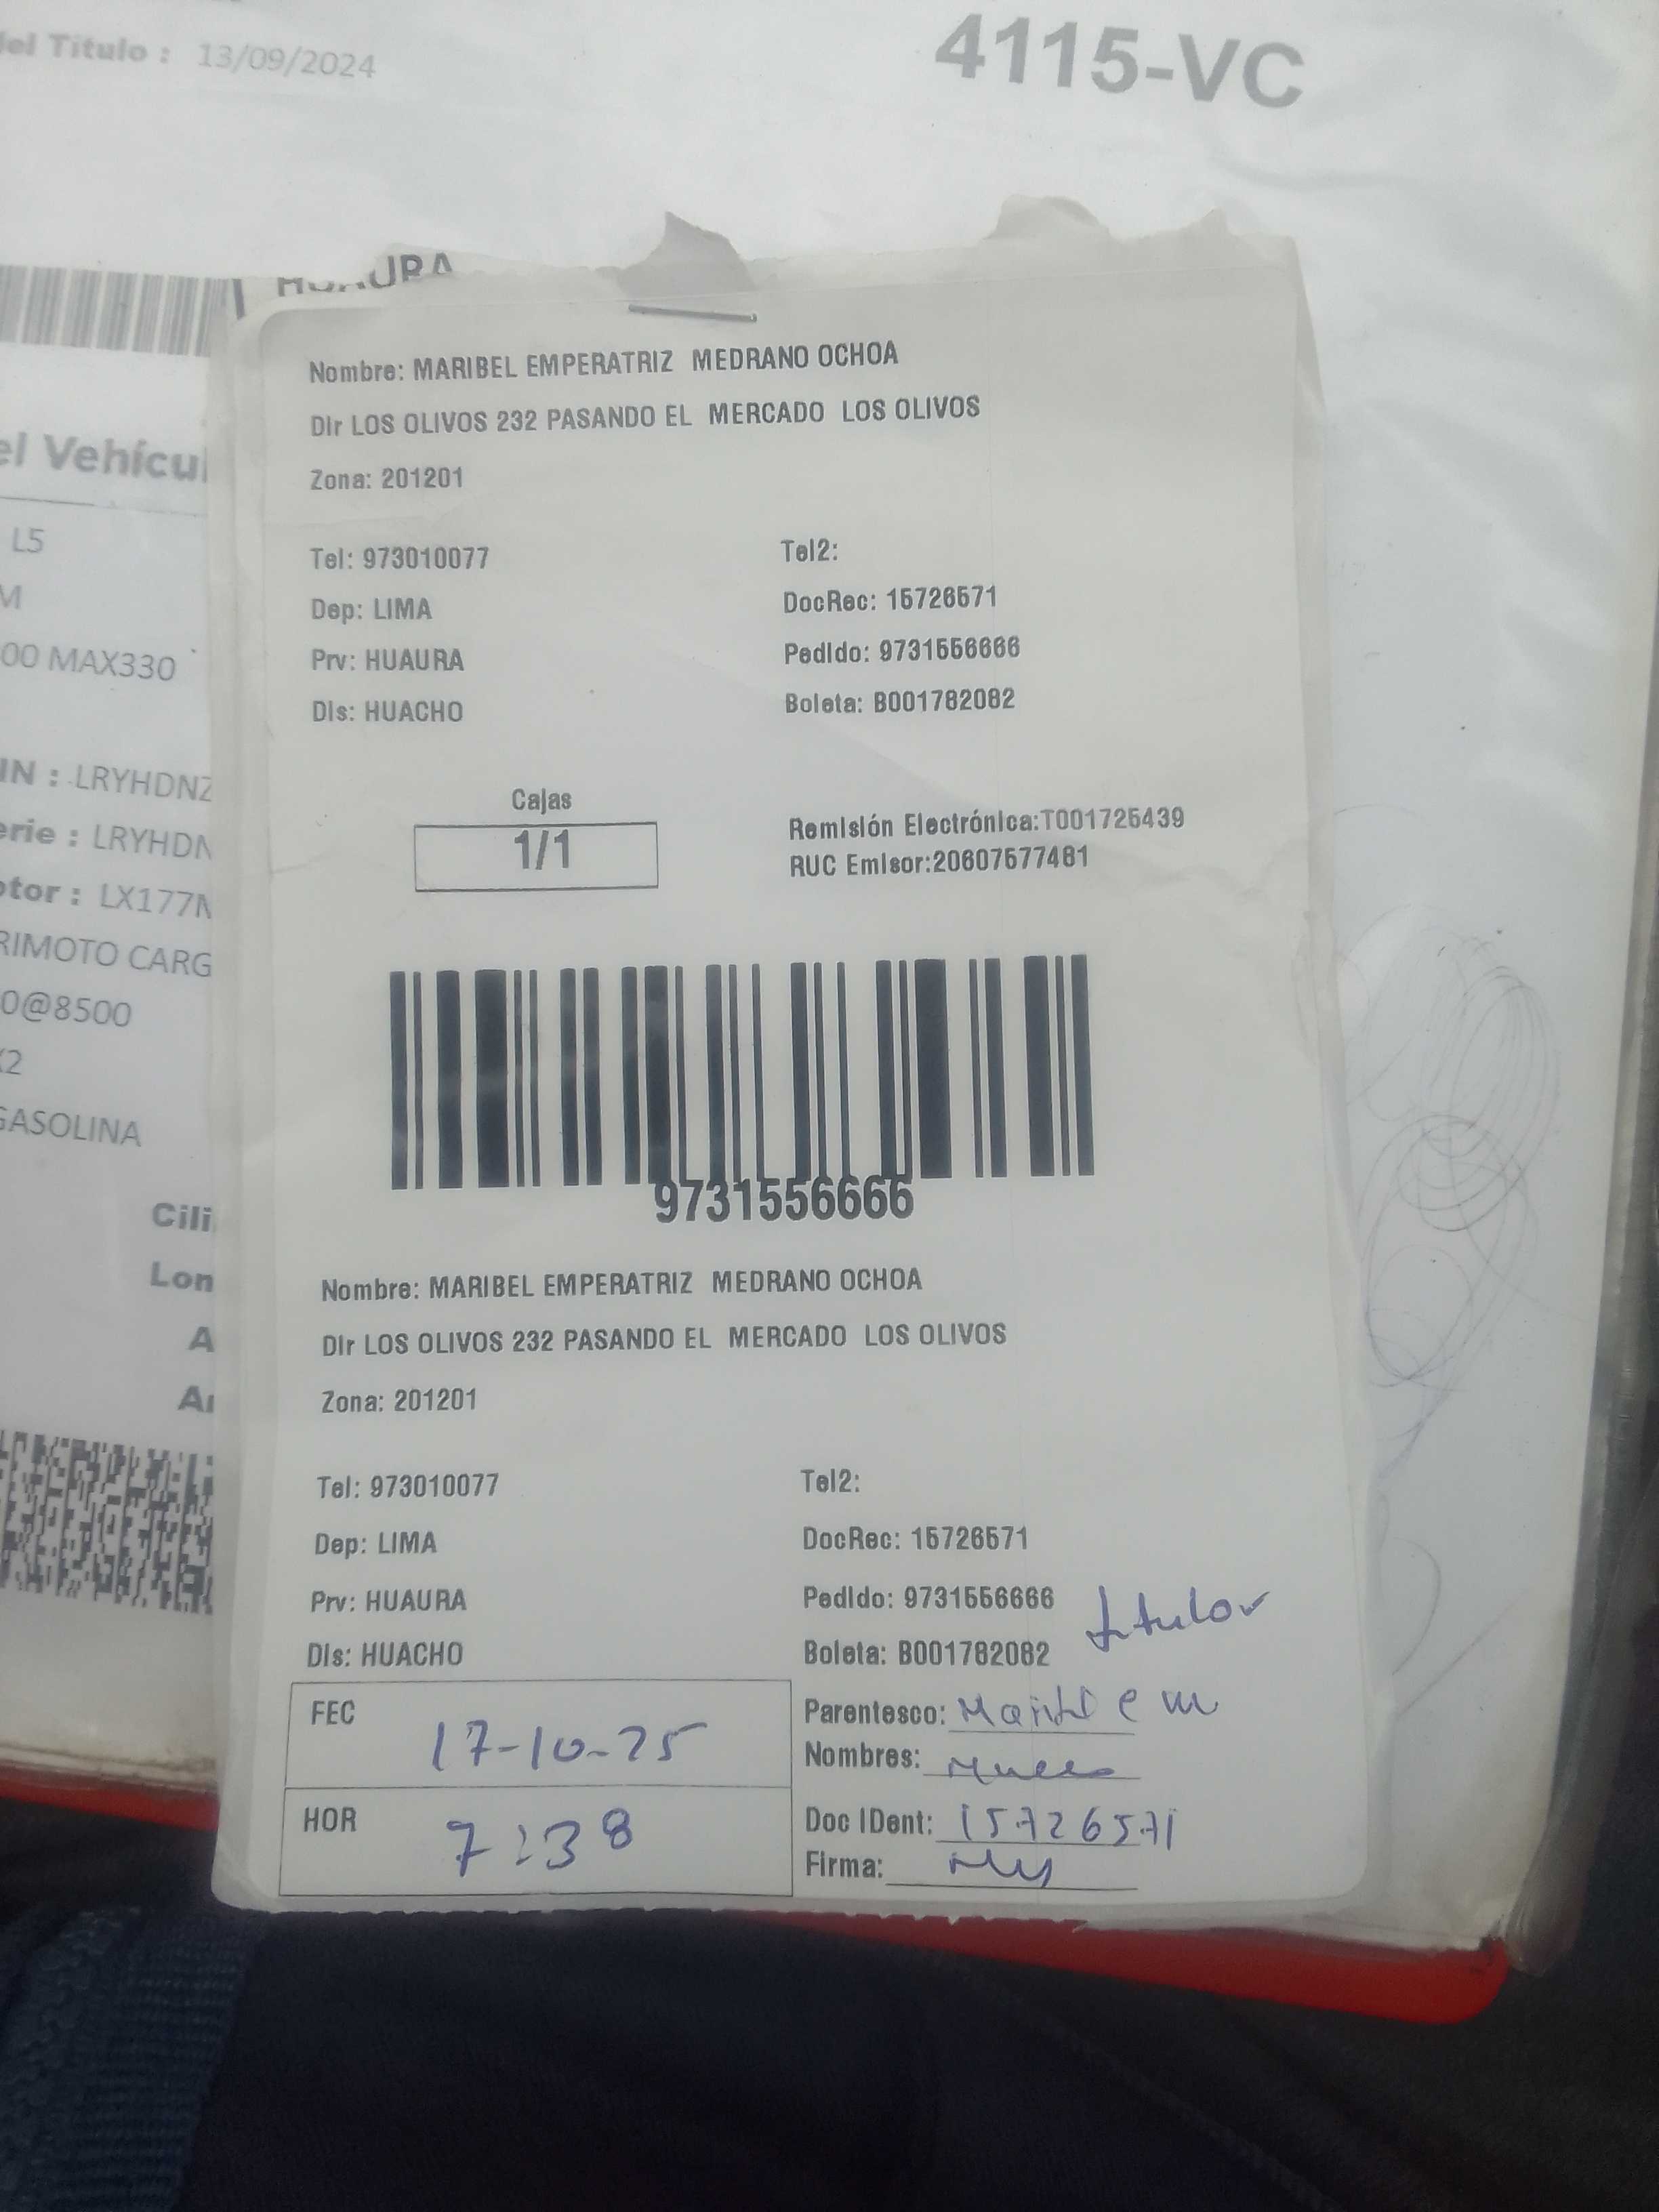 del Titulo : 13/09/2024
4115-VC
HUAURA
el Vehícul
L5
M
00 MAX330
IN : LRYHDNZ
erie : LRYHDN
otor : LX177M
RIMOTO CARG
0@8500
X2
GASOLINA
Cili
Lon
A
Nombre: MARIBEL EMPERATRIZ MEDRANO OCHOA
Dir LOS OLIVOS 232 PASANDO EL MERCADO LOS OLIVOS
Zona: 201201
Tel: 973010077
Tel2:
Dep: LIMA
DocRec: 15726571
Prv: HUAURA
Pedido: 9731556666
Dis: HUACHO
Boleta: B001782082
Cajas
1/1
Remisión Electrónica:T001725439
RUC Emisor:20607577481
9731556666
Nombre: MARIBEL EMPERATRIZ MEDRANO OCHOA
Dir LOS OLIVOS 232 PASANDO EL MERCADO LOS OLIVOS
Zona: 201201
Tel: 973010077
Tel2:
Dep: LIMA
DocRec: 15726571
Prv: HUAURA
Pedido: 9731556666
titular
Dis: HUACHO
Boleta: B001782082
FEC 17-10-25
Parentesco:
Nombres:
HOR 7:38
Doc IDent: 15726571
Firma: